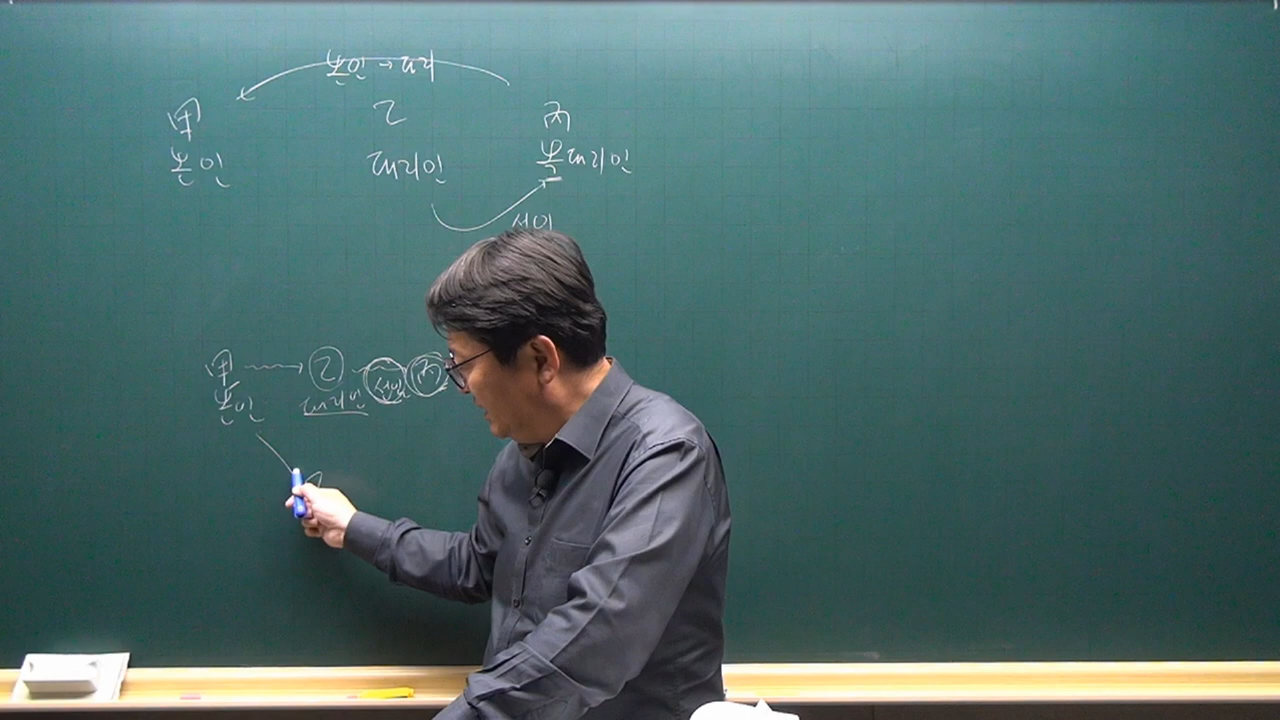 본인 → 대리
甲 乙 丙
본인 대리인 복대리인
선임
甲 乙 선임 丙
본인 대리인